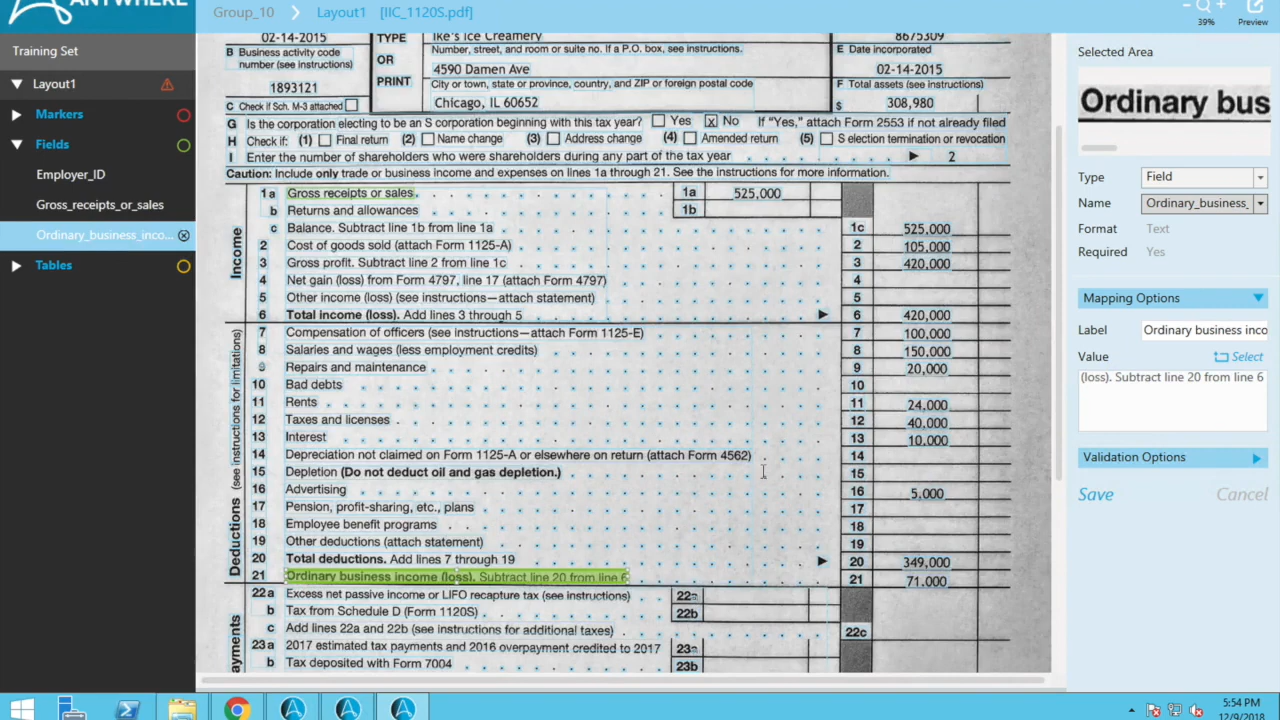 ANYWHERE
Group_10 Layout1 [IIC_1120S.pdf]
39% Preview
Training Set
Layout1
Markers
Fields
Employer_ID
Gross_receipts_or_sales
Ordinary_business_inco...
Tables
02-14-2015 TYPE Ike's Ice Creamery 8675309
B Business activity code number (see instructions) OR Number, street, and room or suite no. If a P.O. box, see instructions. E Date incorporated
4590 Damen Ave 02-14-2015
1893121 PRINT City or town, state or province, country, and ZIP or foreign postal code F Total assets (see instructions)
C Check if Sch. M-3 attached Chicago, IL 60652 $ 308,980
G Is the corporation electing to be an S corporation beginning with this tax year? Yes x No If "Yes," attach Form 2553 if not already filed
H Check if: (1) Final return (2) Name change (3) Address change (4) Amended return (5) S election termination or revocation
I Enter the number of shareholders who were shareholders during any part of the tax year 2
Caution: Include only trade or business income and expenses on lines 1a through 21. See the instructions for more information.
Income
1a Gross receipts or sales 1a 525,000
b Returns and allowances 1b
c Balance. Subtract line 1b from line 1a 1c 525,000
2 Cost of goods sold (attach Form 1125-A) 2 105,000
3 Gross profit. Subtract line 2 from line 1c 3 420,000
4 Net gain (loss) from Form 4797, line 17 (attach Form 4797) 4
5 Other income (loss) (see instructions—attach statement) 5
6 Total income (loss). Add lines 3 through 5 6 420,000
Deductions (see instructions for limitations)
7 Compensation of officers (see instructions—attach Form 1125-E) 7 100,000
8 Salaries and wages (less employment credits) 8 150,000
9 Repairs and maintenance 9 20,000
10 Bad debts 10
11 Rents 11 24,000
12 Taxes and licenses 12 40,000
13 Interest 13 10,000
14 Depreciation not claimed on Form 1125-A or elsewhere on return (attach Form 4562) 14
15 Depletion (Do not deduct oil and gas depletion.) 15
16 Advertising 16 5,000
17 Pension, profit-sharing, etc., plans 17
18 Employee benefit programs 18
19 Other deductions (attach statement) 19
20 Total deductions. Add lines 7 through 19 20 349,000
21 Ordinary business income (loss). Subtract line 20 from line 6 21 71,000
ayments
22a Excess net passive income or LIFO recapture tax (see instructions) 22a
b Tax from Schedule D (Form 1120S) 22b
c Add lines 22a and 22b (see instructions for additional taxes) 22c
23a 2017 estimated tax payments and 2016 overpayment credited to 2017 23a
b Tax deposited with Form 7004 23b
Selected Area
Ordinary bus
Type Field
Name Ordinary_business_
Format Text
Required Yes
Mapping Options
Label Ordinary business inco
Value Select
(loss). Subtract line 20 from line 6
Validation Options
Save Cancel
5:54 PM
12/9/2018